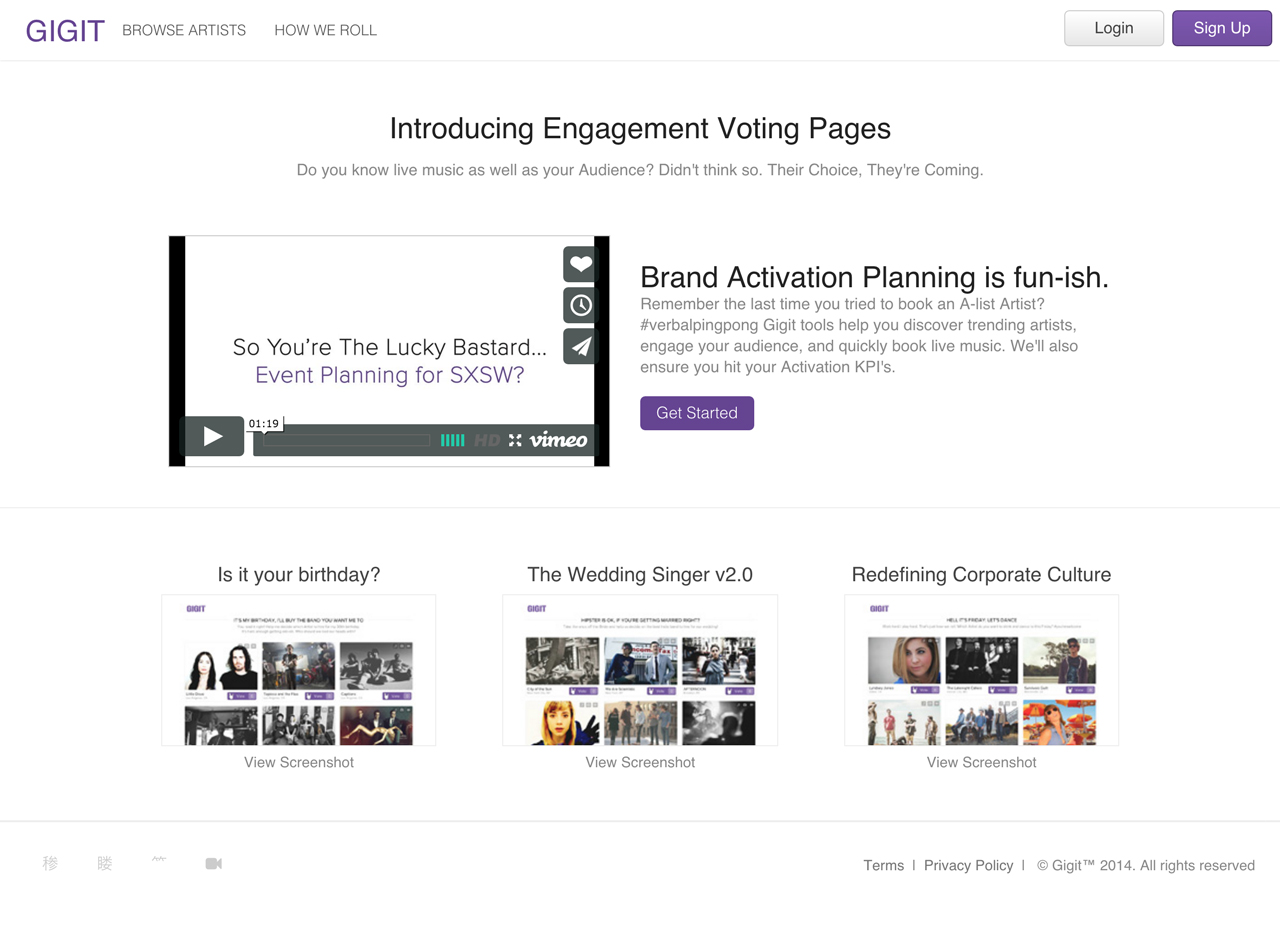 GIGIT BROWSE ARTISTS HOW WE ROLL Login Sign Up
Introducing Engagement Voting Pages
Do you know live music as well as your Audience? Didn't think so. Their Choice, They're Coming.
So You're The Lucky Bastard...
Event Planning for SXSW?
01:19
HD vimeo
Brand Activation Planning is fun-ish.
Remember the last time you tried to book an A-list Artist?
#verbalpingpong Gigit tools help you discover trending artists,
engage your audience, and quickly book live music. We'll also
ensure you hit your Activation KPI's.
Get Started
Is it your birthday?
GIGIT
IT'S MY BIRTHDAY, I'LL BUY THE BAND YOU WANT ME TO
View Screenshot
The Wedding Singer v2.0
GIGIT
HIPSTER IS OK, IF YOU'RE GETTING MARRIED RIGHT?
View Screenshot
Redefining Corporate Culture
GIGIT
HELL IT'S FRIDAY. LET'S DANCE
View Screenshot
Terms | Privacy Policy | © Gigit™ 2014. All rights reserved